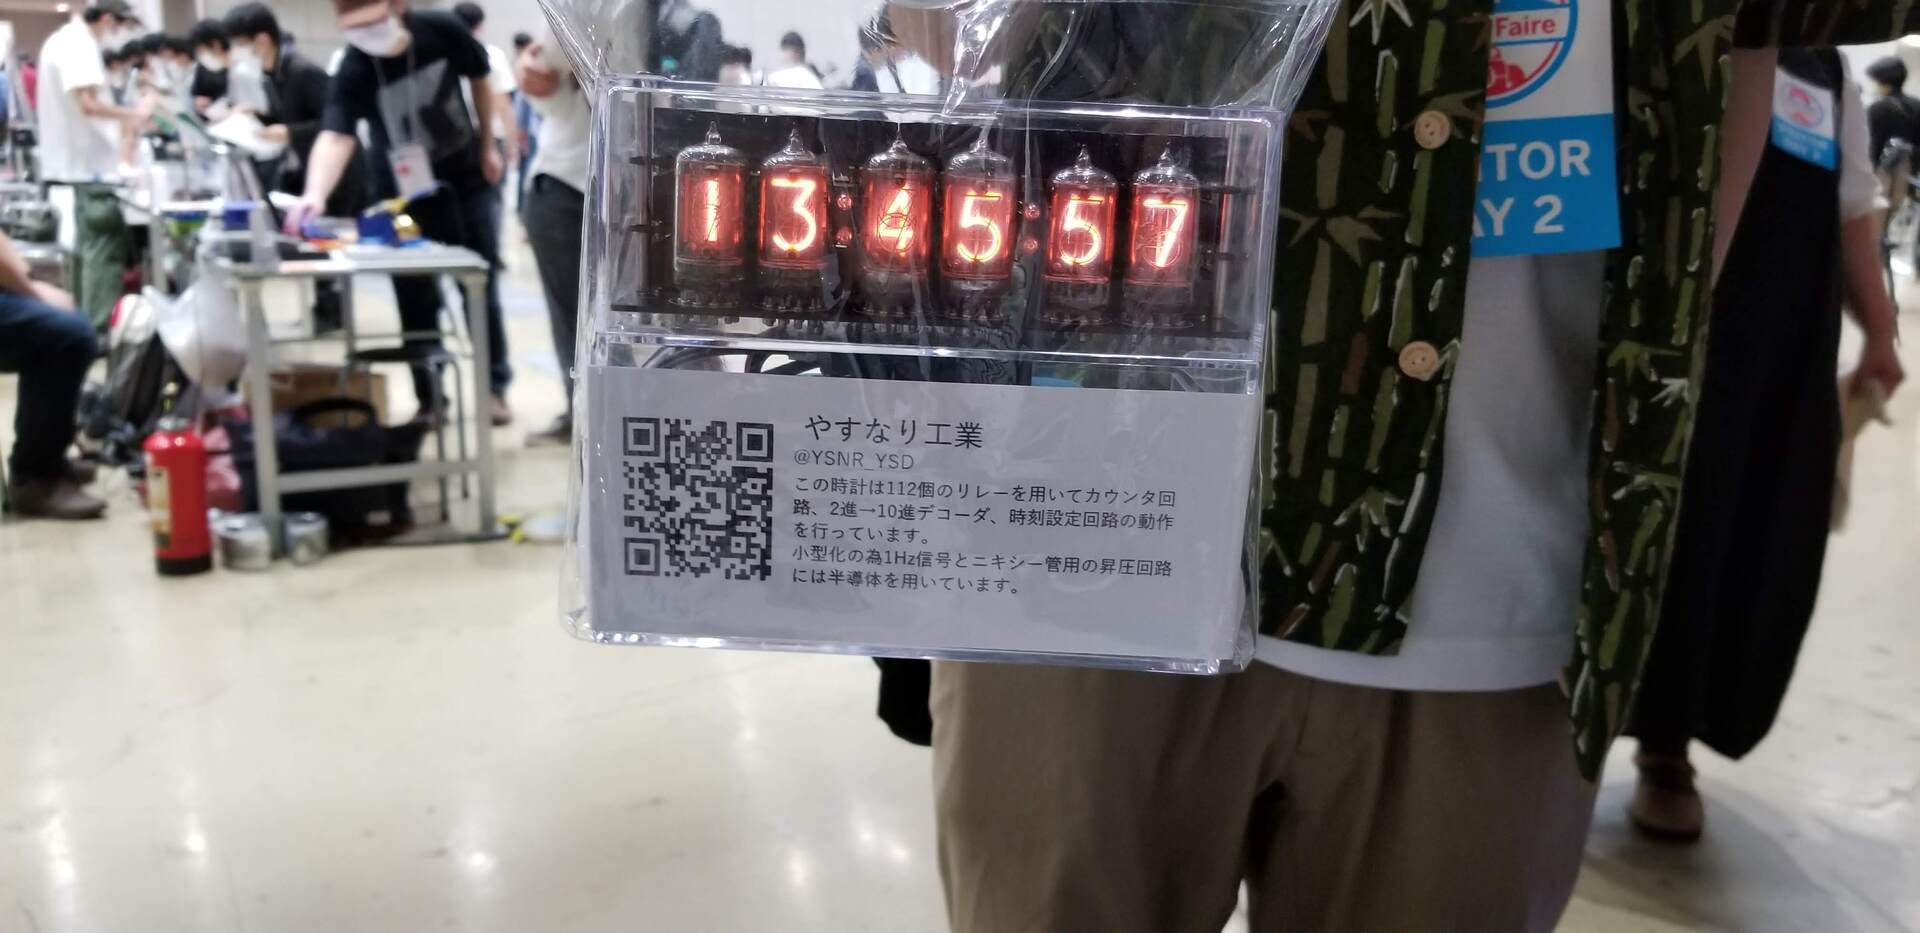 Faire
ITOR
AY 2
13:45:57
やすなり工業
@YSNR_YSD
この時計は112個のリレーを用いてカウンタ回
路、2進→10進デコーダ、時刻設定回路の動作
を行っています。
小型化の為1Hz信号とニキシー管用の昇圧回路
には半導体を用いています。